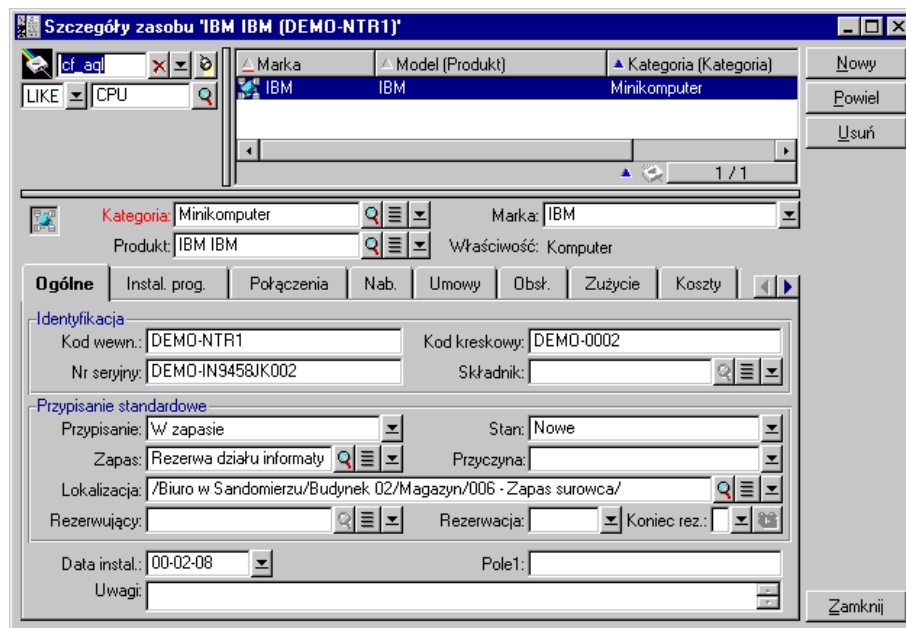 Szczegóły zasobu 'IBM IBM (DEMO-NTR1)'
cf_aql
LIKE CPU
Marka Model (Produkt) Kategoria (Kategoria)
IBM IBM Minikomputer
1 / 1
Nowy
Powiel
Usuń
Kategoria: Minikomputer Marka: IBM
Produkt: IBM IBM Właściwość: Komputer
Ogólne Instal. prog. Połączenia Nab. Umowy Obsł. Zużycie Koszty
Identyfikacja
Kod wewn.: DEMO-NTR1 Kod kreskowy: DEMO-0002
Nr seryjny: DEMO-IN9458JK002 Składnik:
Przypisanie standardowe
Przypisanie: W zapasie Stan: Nowe
Zapas: Rezerwa działu informaty Przyczyna:
Lokalizacja: /Biuro w Sandomierzu/Budynek 02/Magazyn/006 - Zapas surowca/
Rezerwujący: Rezerwacja: Koniec rez.:
Data instal.: 00-02-08 Pole1:
Uwagi:
Zamknij